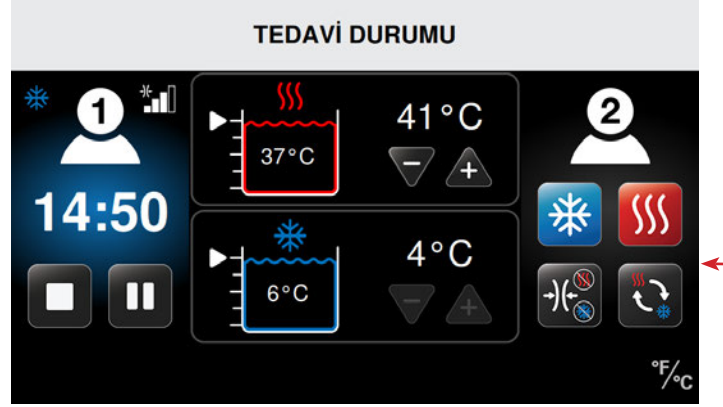 TEDAVİ DURUMU
1
14:50
37°C
41°C
- +
6°C
4°C
- +
2
°F/°C